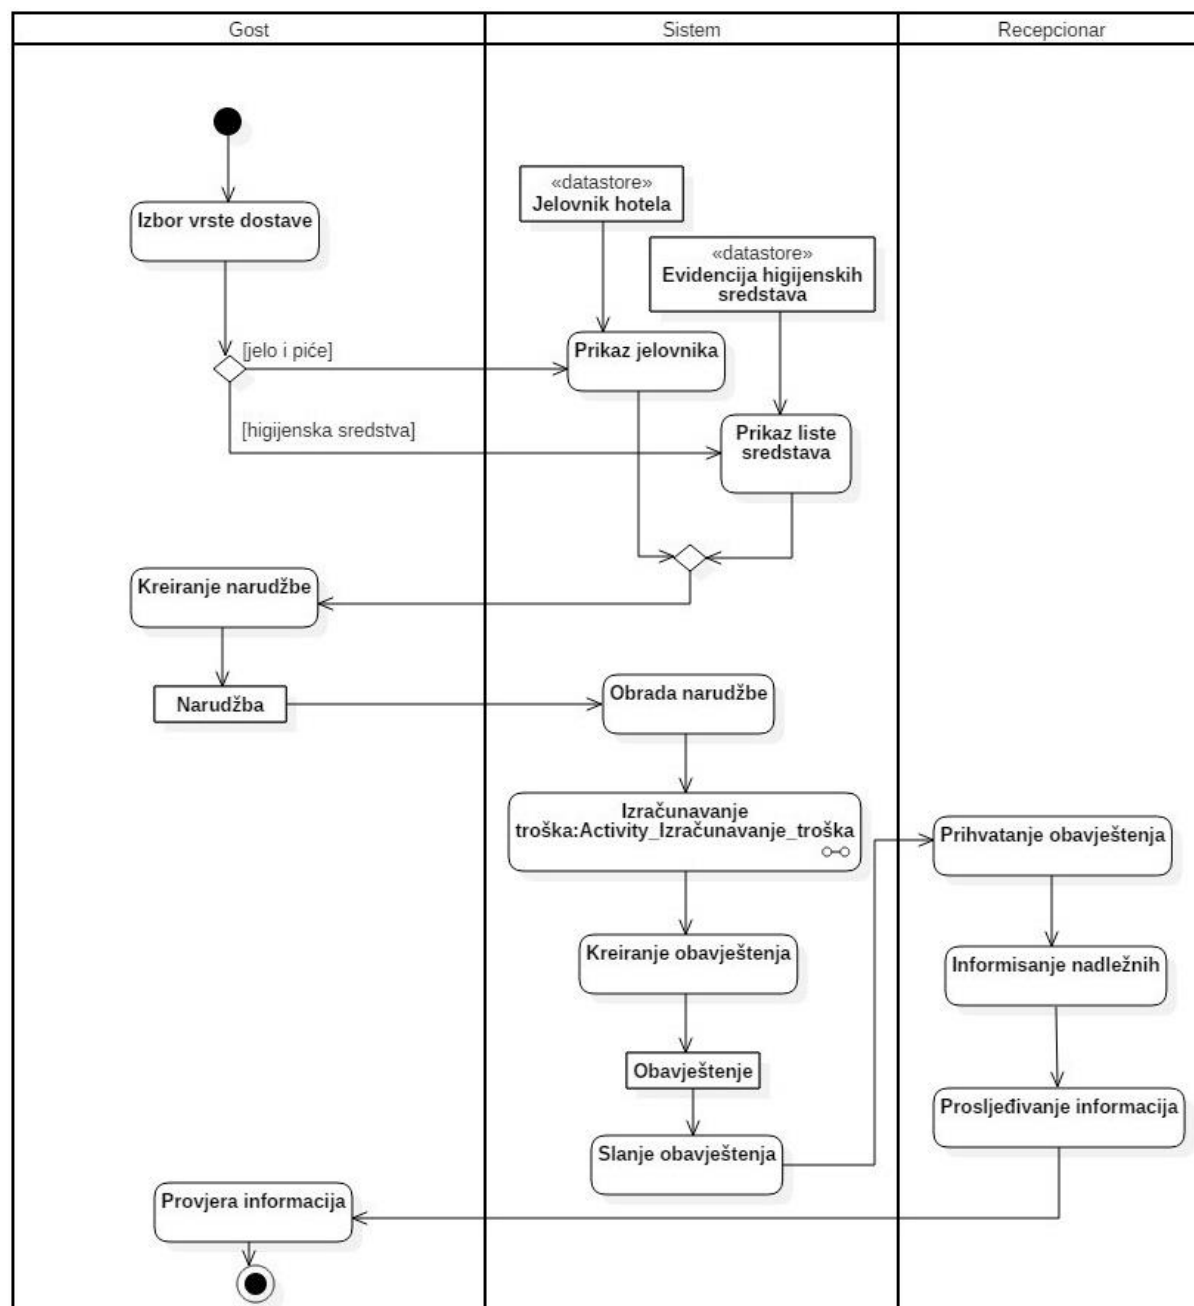 Gost
Sistem
Recepcionar
«datastore»
Jelovnik hotela
Izbor vrste dostave
«datastore»
Evidencija higijenskih
sredstava
[jelo i piće]
Prikaz jelovnika
[higijenska sredstva]
Prikaz liste
sredstava
Kreiranje narudžbe
Narudžba
Obrada narudžbe
Izračunavanje
troška:Activity_Izračunavanje_troška
Prihvatanje obavještenja
Kreiranje obavještenja
Informisanje nadležnih
Obavještenje
Prosljeđivanje informacija
Slanje obavještenja
Provjera informacija